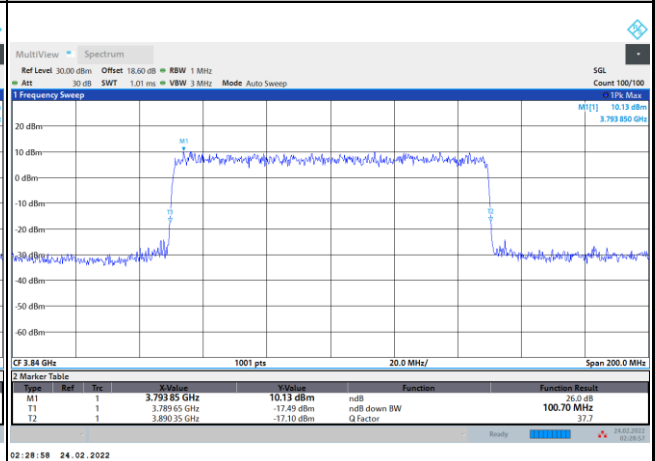 MultiView Spectrum
Ref Level 30.00 dBm Offset 18.60 dB RBW 1 MHz SGL
Att 30 dB SWT 1.01 ms VBW 3 MHz Mode Auto Sweep Count 100/100
1 Frequency Sweep 1Pk Max
M1[1] 10.13 dBm
3.793 850 GHz
20 dBm
M1
10 dBm
0 dBm
-10 dBm
T1
T2
-20 dBm
-30 dBm
-40 dBm
-50 dBm
-60 dBm
CF 3.84 GHz 1001 pts 20.0 MHz/ Span 200.0 MHz
2 Marker Table
Type Ref Trc X-Value Y-Value Function Function Result
M1 1 3.793 85 GHz 10.13 dBm ndB 26.0 dB
T1 1 3.789 65 GHz -17.49 dBm ndB down BW 100.70 MHz
T2 1 3.890 35 GHz -17.10 dBm Q Factor 37.7
Ready 24.02.2022
02:28:57
02:28:58 24.02.2022